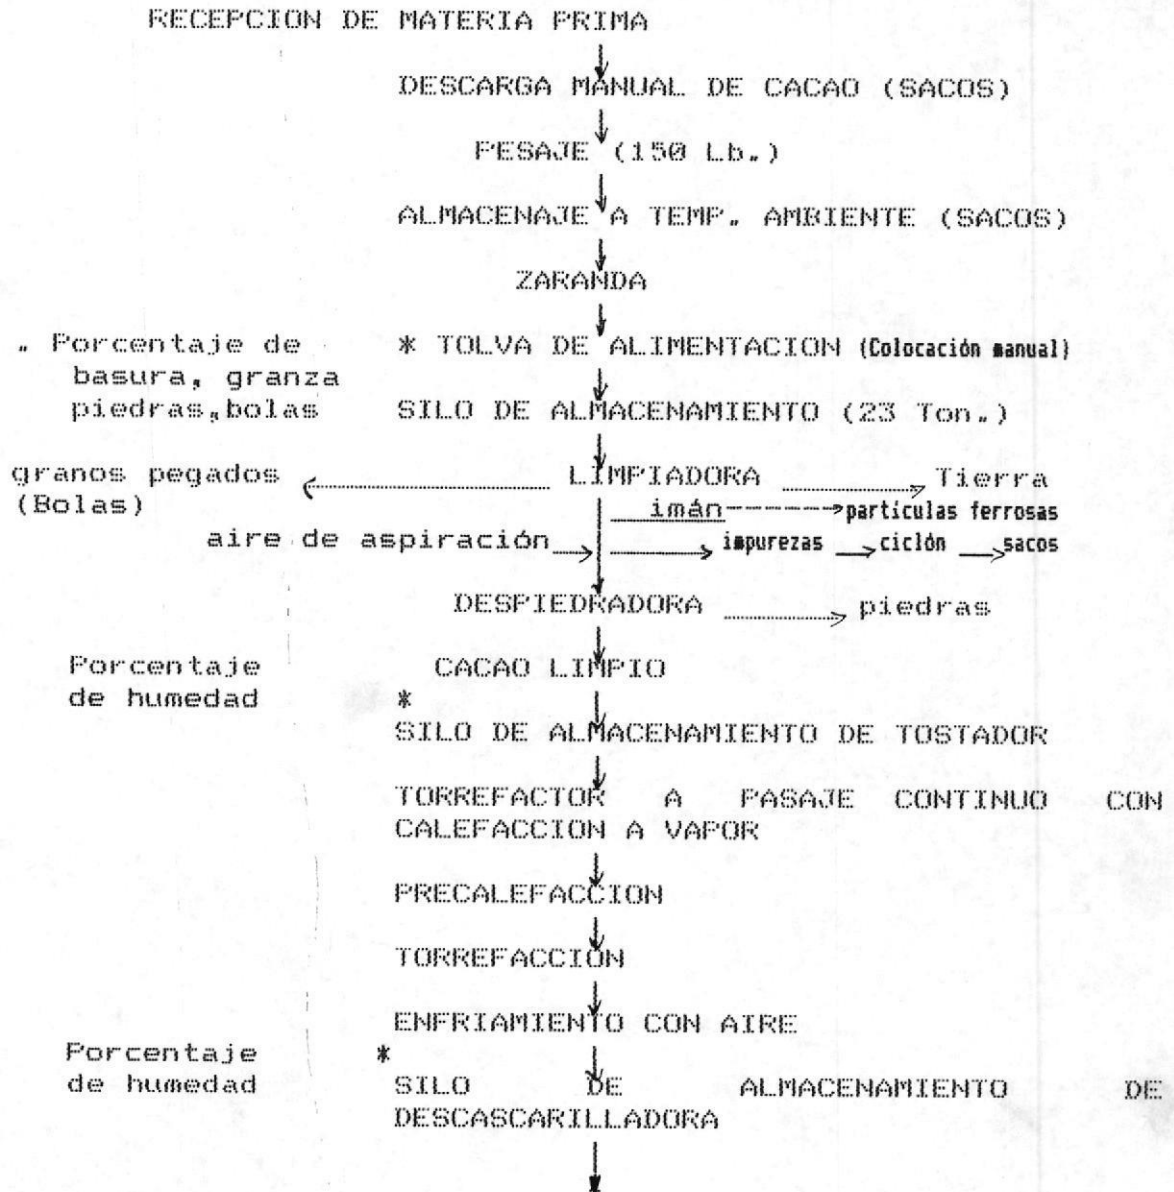 RECEPCION DE MATERIA PRIMA
DESCARGA MANUAL DE CACAO (SACOS)
PESAJE (150 Lb.)
ALMACENAJE A TEMP. AMBIENTE (SACOS)
ZARANDA
. Porcentaje de * TOLVA DE ALIMENTACION (Colocación manual)
basura, granza
piedras,bolas SILO DE ALMACENAMIENTO (23 Ton.)
granos pegados LIMPIADORA Tierra
(Bolas) imán partículas ferrosas
aire de aspiración impurezas ciclón sacos
DESPIEDRADORA piedras
Porcentaje CACAO LIMPIO
de humedad *
SILO DE ALMACENAMIENTO DE TOSTADOR
TORREFACTOR A PASAJE CONTINUO CON
CALEFACCION A VAPOR
PRECALEFACCION
TORREFACCION
ENFRIAMIENTO CON AIRE
Porcentaje *
de humedad SILO DE ALMACENAMIENTO DE
DESCASCARILLADORA